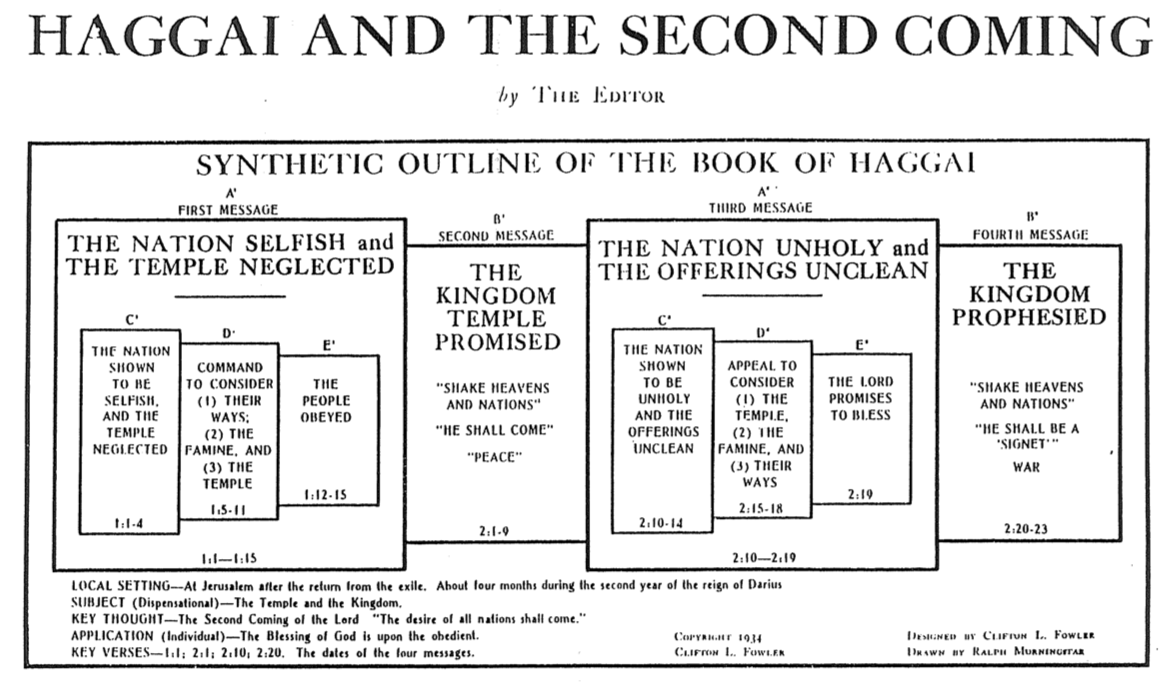 HAGGAI AND THE SECOND COMING
by THE EDITOR
SYNTHETIC OUTLINE OF THE BOOK OF HAGGAI
A'
FIRST MESSAGE
THE NATION SELFISH and
THE TEMPLE NEGLECTED
C'
THE NATION
SHOWN
TO BE
SELFISH,
AND THE
TEMPLE
NEGLECTED
1:1-4
D'
COMMAND
TO CONSIDER
(1) THEIR
WAYS;
(2) THE
FAMINE, AND
(3) THE
TEMPLE
1:5-11
E'
THE
PEOPLE
OBEYED
1:12-15
1:1—1:15
B'
SECOND MESSAGE
THE
KINGDOM
TEMPLE
PROMISED
"SHAKE HEAVENS
AND NATIONS"
"HE SHALL COME"
"PEACE"
2:1-9
A'
THIRD MESSAGE
THE NATION UNHOLY and
THE OFFERINGS UNCLEAN
C'
THE NATION
SHOWN
TO BE
UNHOLY
AND THE
OFFERINGS
UNCLEAN
2:10-14
D'
APPEAL TO
CONSIDER
(1) THE
TEMPLE,
(2) THE
FAMINE, AND
(3) THEIR
WAYS
2:15-18
E'
THE LORD
PROMISES
TO BLESS
2:19
2:10—2:19
B'
FOURTH MESSAGE
THE
KINGDOM
PROPHESIED
"SHAKE HEAVENS
AND NATIONS"
"HE SHALL BE A
'SIGNET'"
WAR
2:20-23
LOCAL SETTING—At Jerusalem after the return from the exile. About four months during the second year of the reign of Darius
SUBJECT (Dispensational)—The Temple and the Kingdom.
KEY THOUGHT—The Second Coming of the Lord "The desire of all nations shall come."
APPLICATION (Individual)—The Blessing of God is upon the obedient.
KEY VERSES—1:1; 2:1; 2:10; 2:20. The dates of the four messages.
COPYRIGHT 1934
CLIFTON L. FOWLER
DESIGNED BY CLIFTON L. FOWLER
DRAWN BY RALPH MORNINGSTAR